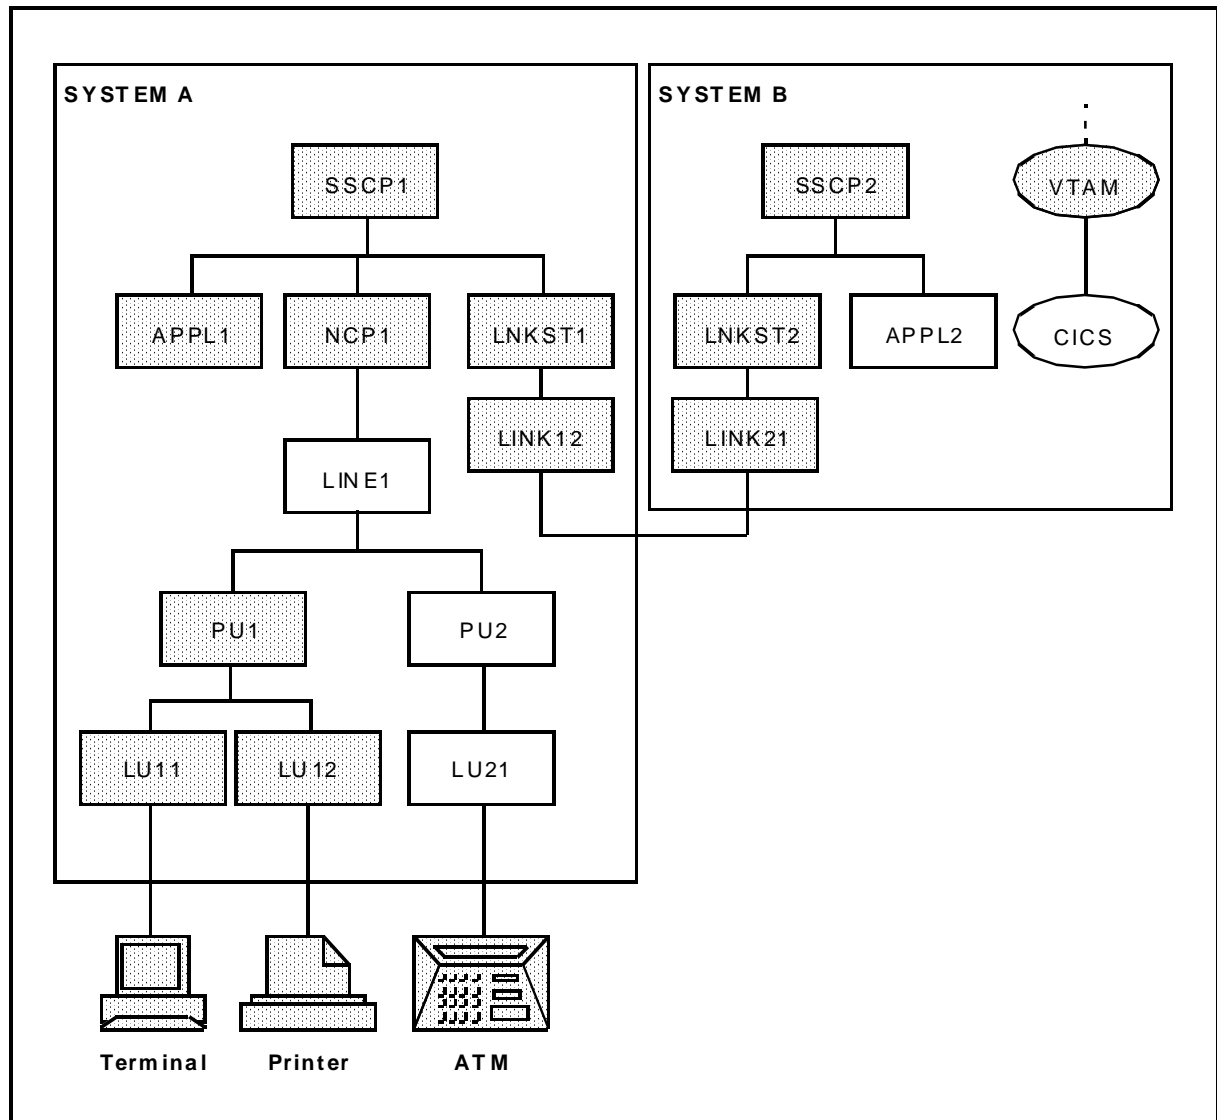 SYSTEM A
SYSTEM B
SSCP1
SSCP2
VTAM
APPL1
NCP1
LNKST1
LNKST2
APPL2
CICS
LINK12
LINK21
LINE1
PU1
PU2
LU11
LU12
LU21
Terminal
Printer
ATM